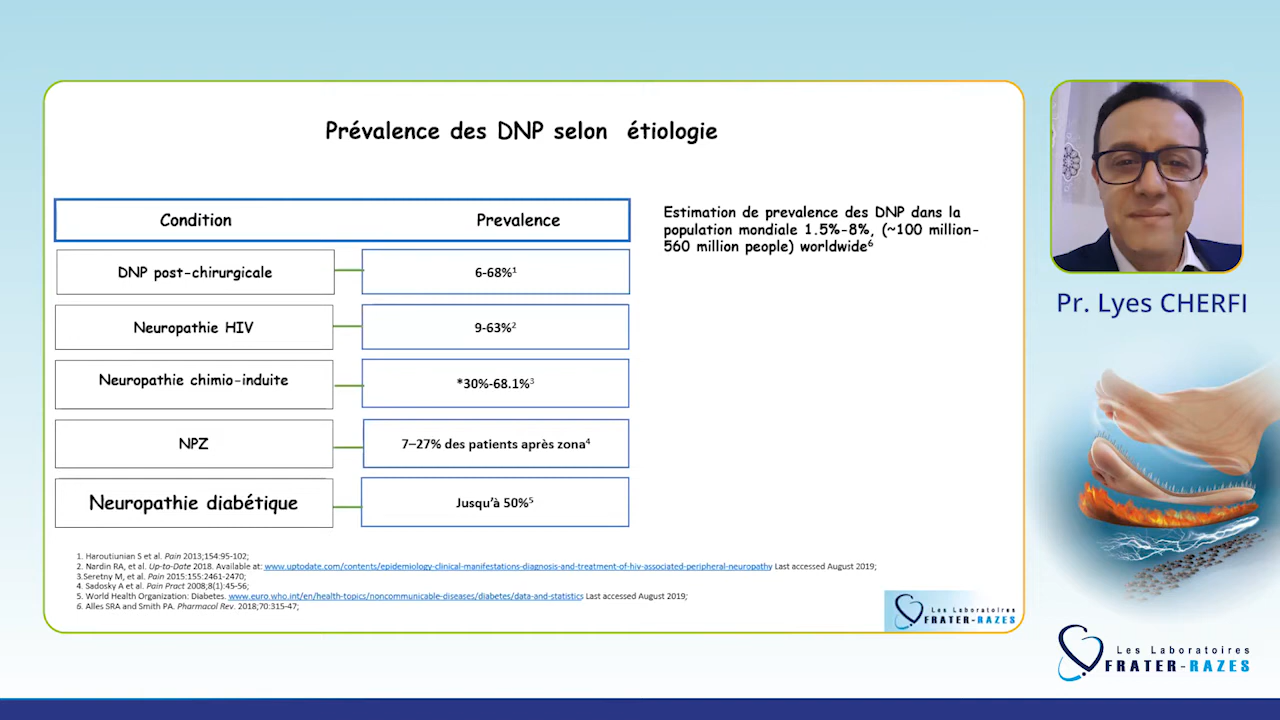 Prévalence des DNP selon étiologie
Condition Prevalence
DNP post-chirurgicale 6-68%1
Neuropathie HIV 9-63%2
Neuropathie chimio-induite *30%-68.1%3
NPZ 7–27% des patients après zona4
Neuropathie diabétique Jusqu'à 50%5
Estimation de prevalence des DNP dans la
population mondiale 1.5%-8%, (~100 million-
560 million people) worldwide6
1. Haroutiunian S et al. Pain 2013;154:95-102;
2. Nardin RA, et al. Up-to-Date 2018. Available at: www.uptodate.com/contents/epidemiology-clinical-manifestations-diagnosis-and-treatment-of-hiv-associated-peripheral-neuropathy Last accessed August 2019;
3.Seretny M, et al. Pain 2015:155:2461-2470;
4. Sadosky A et al. Pain Pract 2008;8(1):45-56;
5. World Health Organization: Diabetes. www.euro.who.int/en/health-topics/noncommunicable-diseases/diabetes/data-and-statistics Last accessed August 2019;
6. Alles SRA and Smith PA. Pharmacol Rev. 2018;70:315-47;
Les Laboratoires
FRATER-RAZES
Pr. Lyes CHERFI
Les Laboratoires
FRATER-RAZES